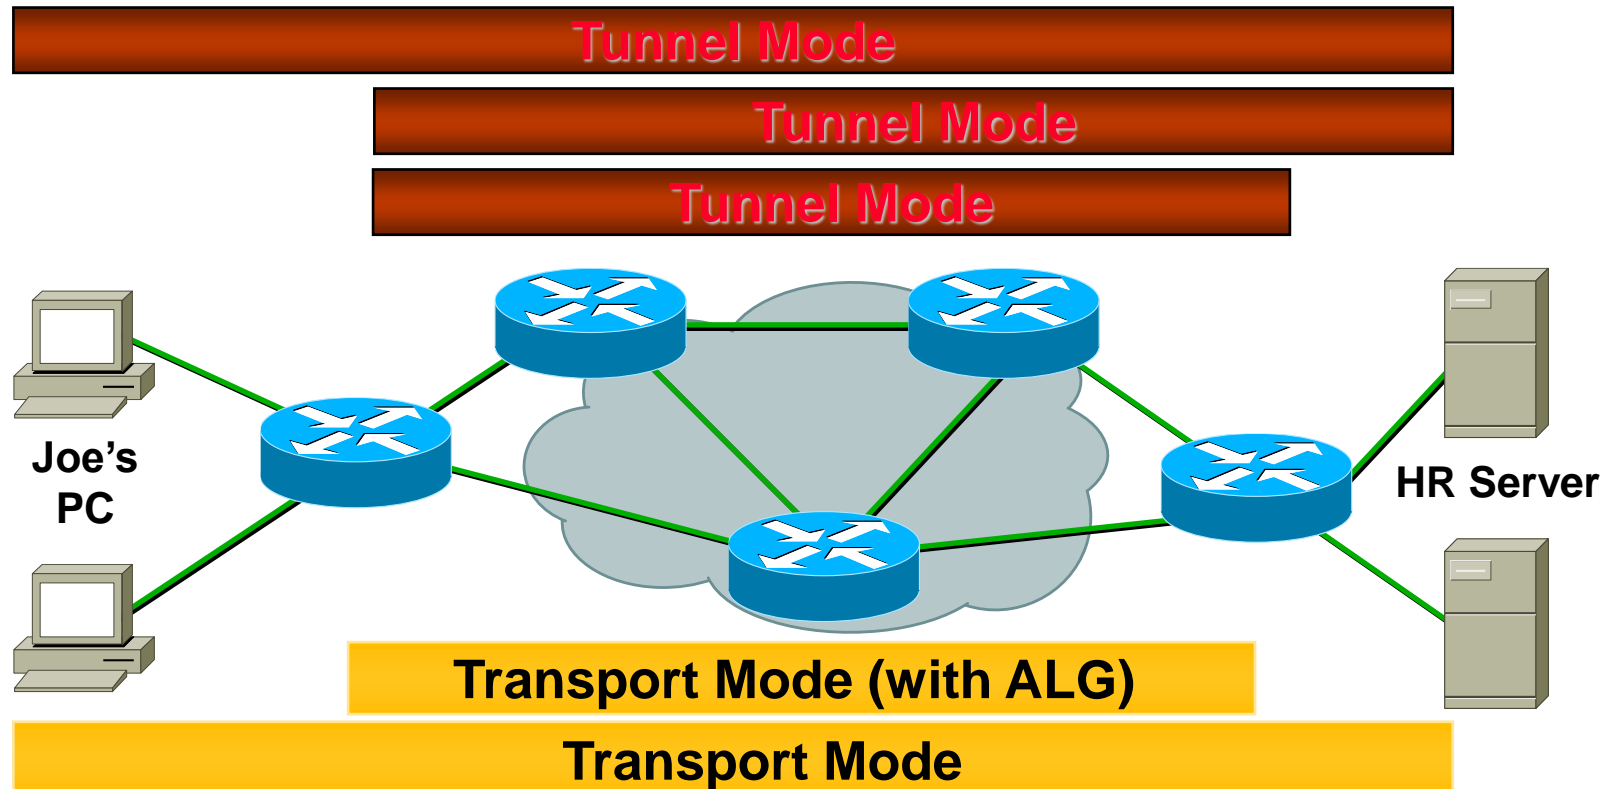 Tunnel Mode
Tunnel Mode
Tunnel Mode
Joe's
PC
HR Server
Transport Mode (with ALG)
Transport Mode